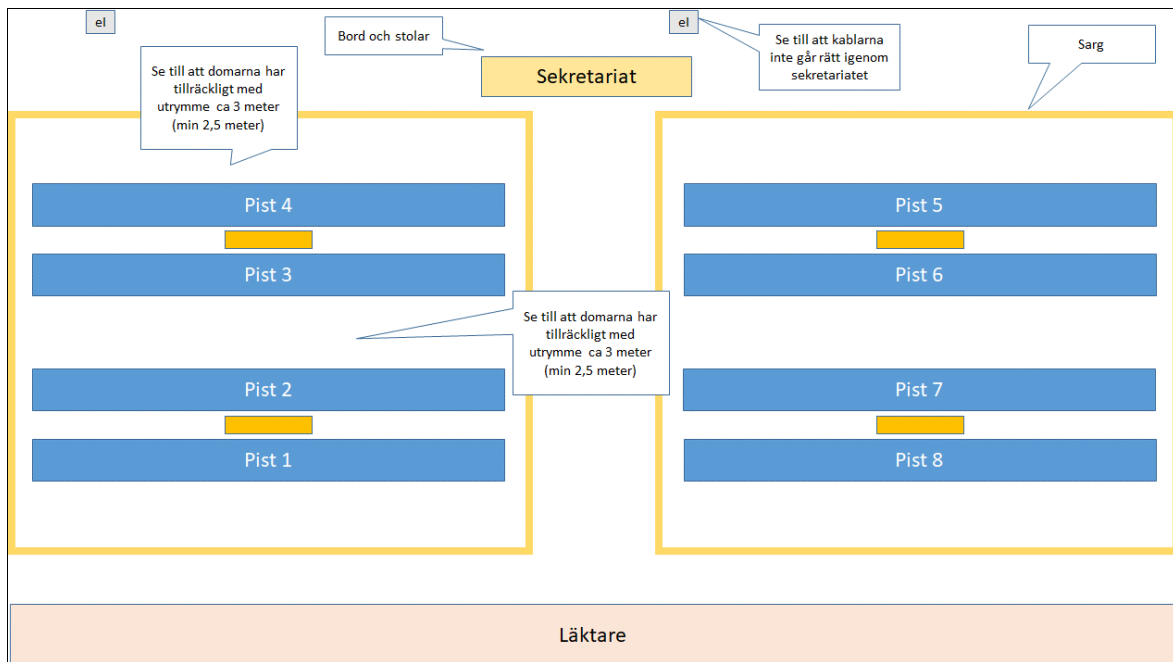 el
el
Bord och stolar
Se till att kablarna
inte går rätt igenom
sekretariatet
Sarg
Se till att domarna har
tillräckligt med
utrymme ca 3 meter
(min 2,5 meter)
Sekretariat
Pist 4
Pist 5
Pist 3
Pist 6
Se till att domarna har
tillräckligt med
utrymme ca 3 meter
(min 2,5 meter)
Pist 2
Pist 7
Pist 1
Pist 8
Läktare